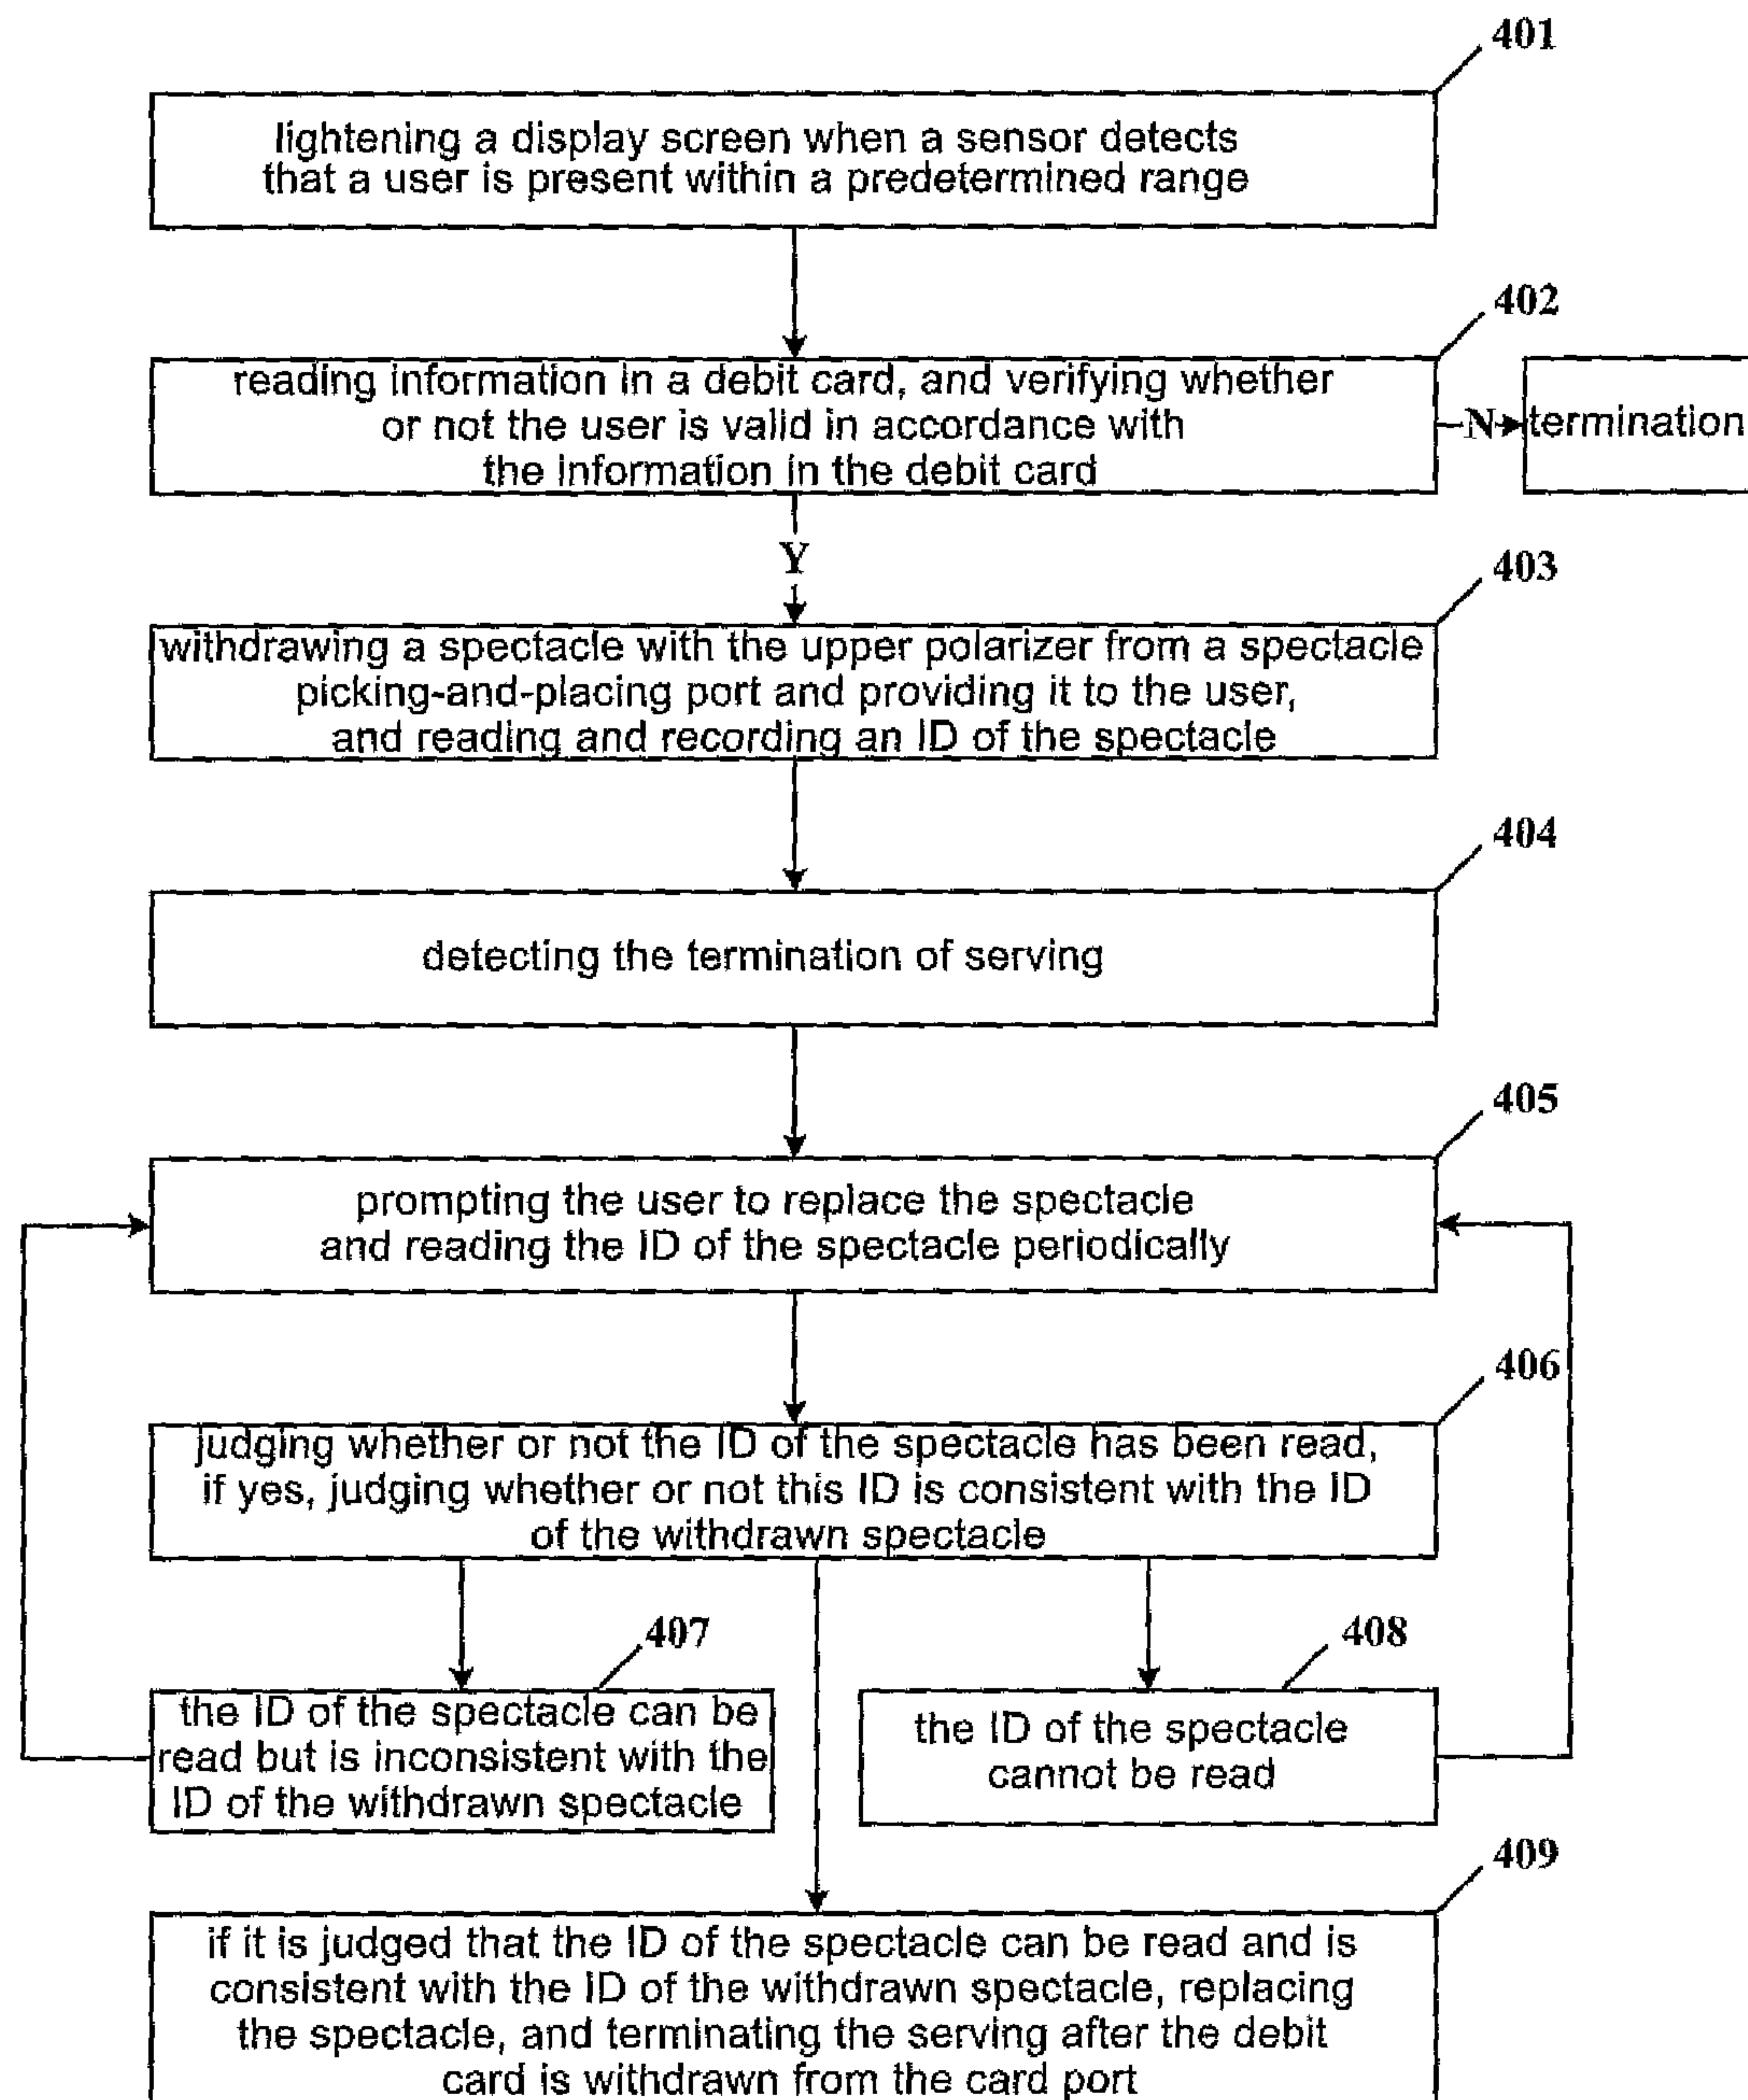 401
lightening a display screen when a sensor detects
that a user is present within a predetermined range
402
reading information in a debit card, and verifying whether
or not the user is valid in accordance with
the information in the debit card
N
termination
Y
403
withdrawing a spectacle with the upper polarizer from a spectacle
picking-and-placing port and providing it to the user,
and reading and recording an ID of the spectacle
404
detecting the termination of serving
405
prompting the user to replace the spectacle
and reading the ID of the spectacle periodically
406
judging whether or not the ID of the spectacle has been read,
if yes, judging whether or not this ID is consistent with the ID
of the withdrawn spectacle
407
the ID of the spectacle can be
read but is inconsistent with the
ID of the withdrawn spectacle
408
the ID of the spectacle
cannot be read
409
if it is judged that the ID of the spectacle can be read and is
consistent with the ID of the withdrawn spectacle, replacing
the spectacle, and terminating the serving after the debit
card is withdrawn from the card port